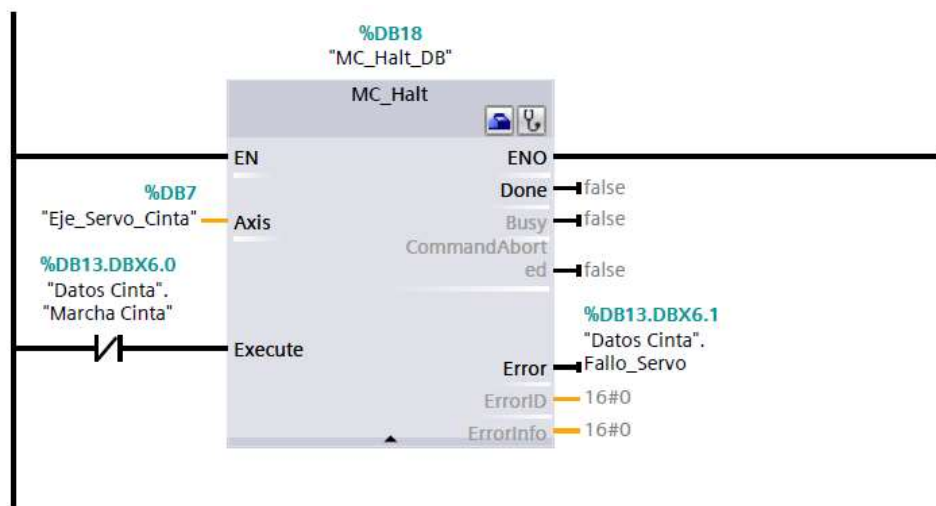 %DB18
"MC_Halt_DB"
MC_Halt
EN
ENO
%DB7
"Eje_Servo_Cinta"
Axis
Done
false
Busy
false
CommandAbort
ed
false
%DB13.DBX6.0
"Datos Cinta".
"Marcha Cinta"
Execute
%DB13.DBX6.1
"Datos Cinta".
Fallo_Servo
Error
ErrorID
16#0
ErrorInfo
16#0